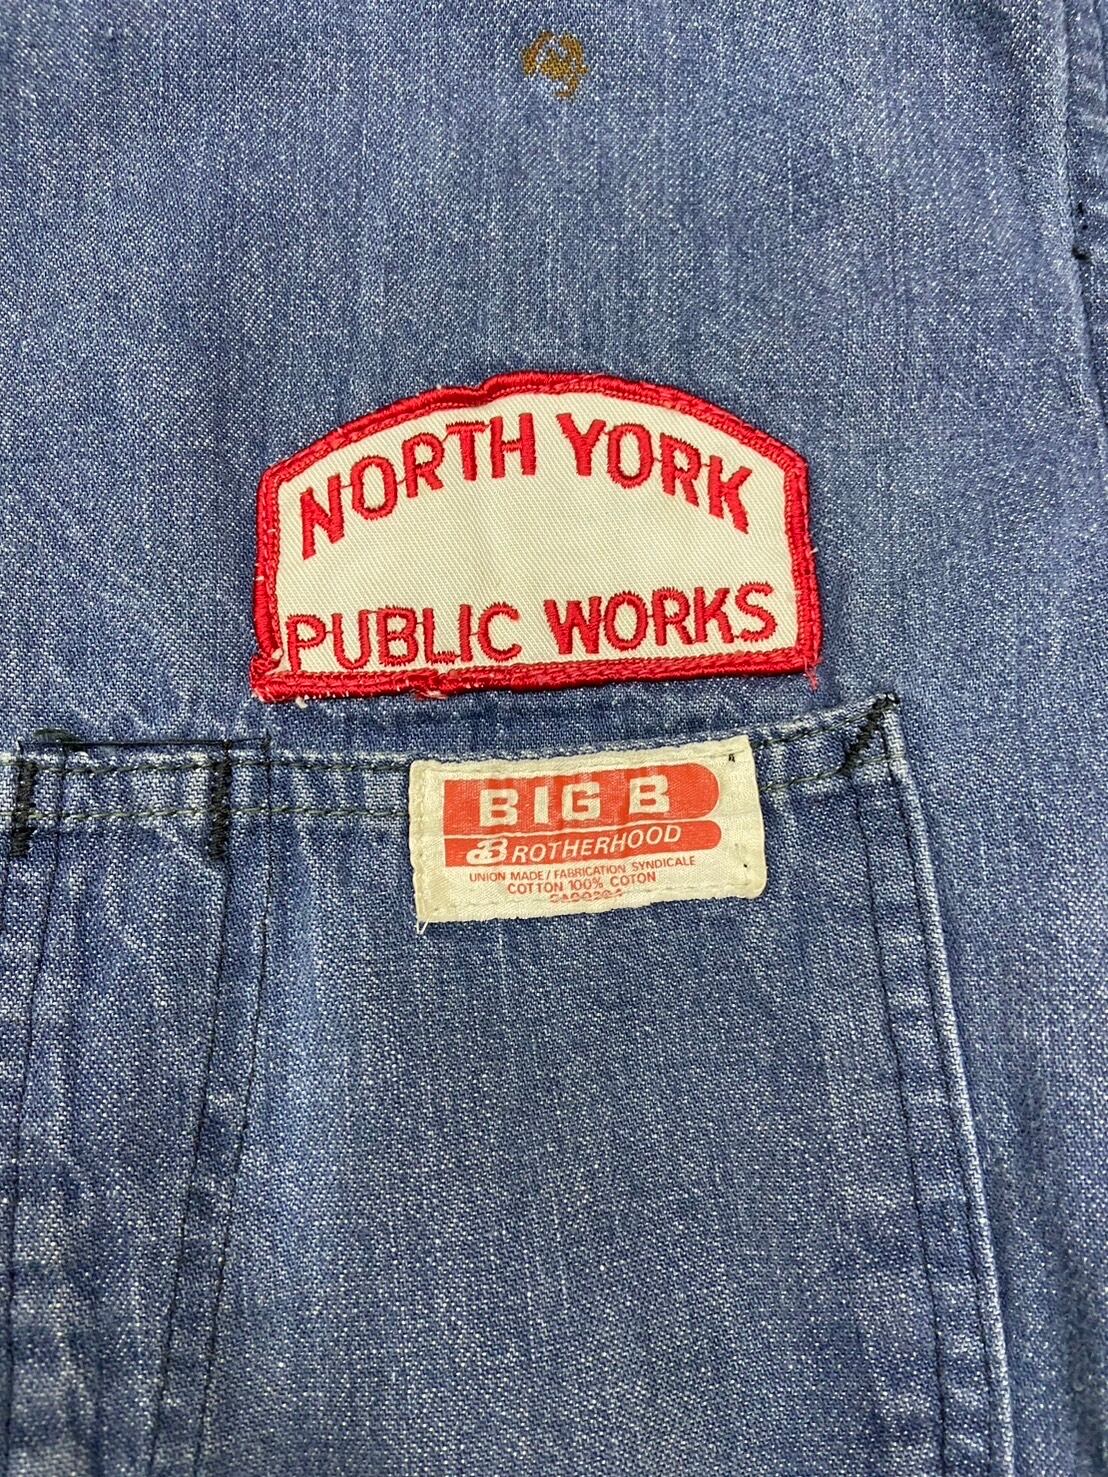 NORTH YORK
PUBLIC WORKS
BIG B
BROTHERHOOD
UNION MADE / FABRICATION SYNDICALE
COTTON 100% COTON